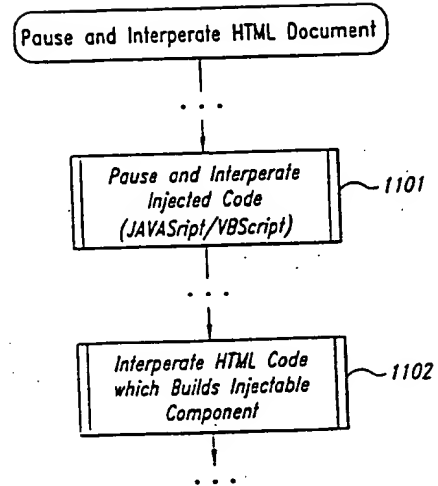 Pause and Interperate HTML Document
. . .
Pause and Interperate
Injected Code
(JAVASript/VBScript)
1101
. . .
Interperate HTML Code
which Builds Injectable
Component
1102
. . .